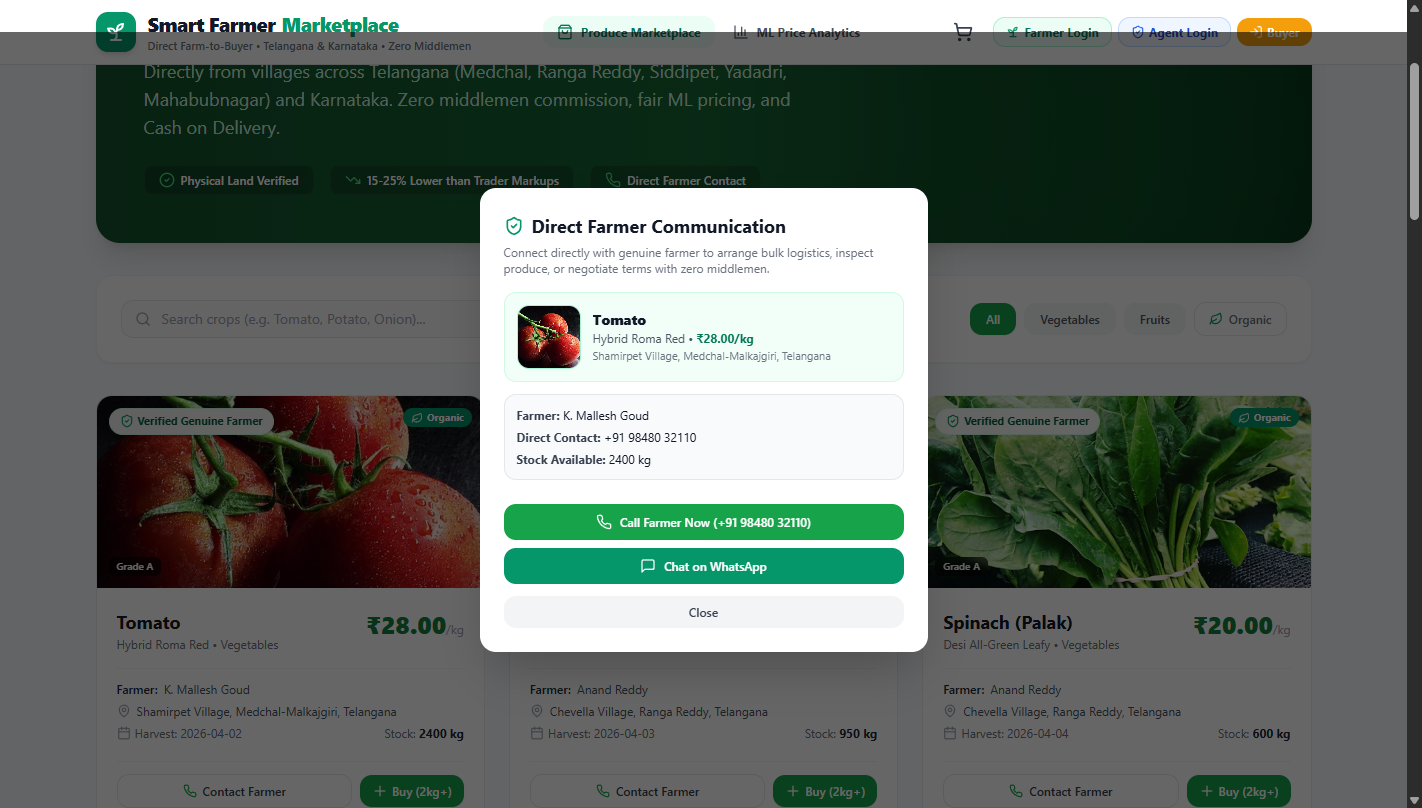 Smart Farmer Marketplace
Direct Farm-to-Buyer • Telangana & Karnataka • Zero Middlemen
Produce Marketplace
ML Price Analytics
Farmer Login
Agent Login
Buyer
Directly from villages across Telangana (Medchal, Ranga Reddy, Siddipet, Yadadri,
Mahabubnagar) and Karnataka. Zero middlemen commission, fair ML pricing, and
Cash on Delivery.
Physical Land Verified
15-25% Lower than Trader Markups
Direct Farmer Contact
Search crops (e.g. Tomato, Potato, Onion)...
All
Vegetables
Fruits
Organic
Direct Farmer Communication
Connect directly with genuine farmer to arrange bulk logistics, inspect
produce, or negotiate terms with zero middlemen.
Tomato
Hybrid Roma Red • ₹28.00/kg
Shamirpet Village, Medchal-Malkajgiri, Telangana
Farmer: K. Mallesh Goud
Direct Contact: +91 98480 32110
Stock Available: 2400 kg
Call Farmer Now (+91 98480 32110)
Chat on WhatsApp
Close
Verified Genuine Farmer
Organic
Grade A
Tomato
₹28.00/kg
Hybrid Roma Red • Vegetables
Farmer: K. Mallesh Goud
Shamirpet Village, Medchal-Malkajgiri, Telangana
Harvest: 2026-04-02
Stock: 2400 kg
Contact Farmer
Buy (2kg+)
Farmer: Anand Reddy
Chevella Village, Ranga Reddy, Telangana
Harvest: 2026-04-03
Stock: 950 kg
Contact Farmer
Buy (2kg+)
Verified Genuine Farmer
Organic
Grade A
Spinach (Palak)
₹20.00/kg
Desi All-Green Leafy • Vegetables
Farmer: Anand Reddy
Chevella Village, Ranga Reddy, Telangana
Harvest: 2026-04-04
Stock: 600 kg
Contact Farmer
Buy (2kg+)